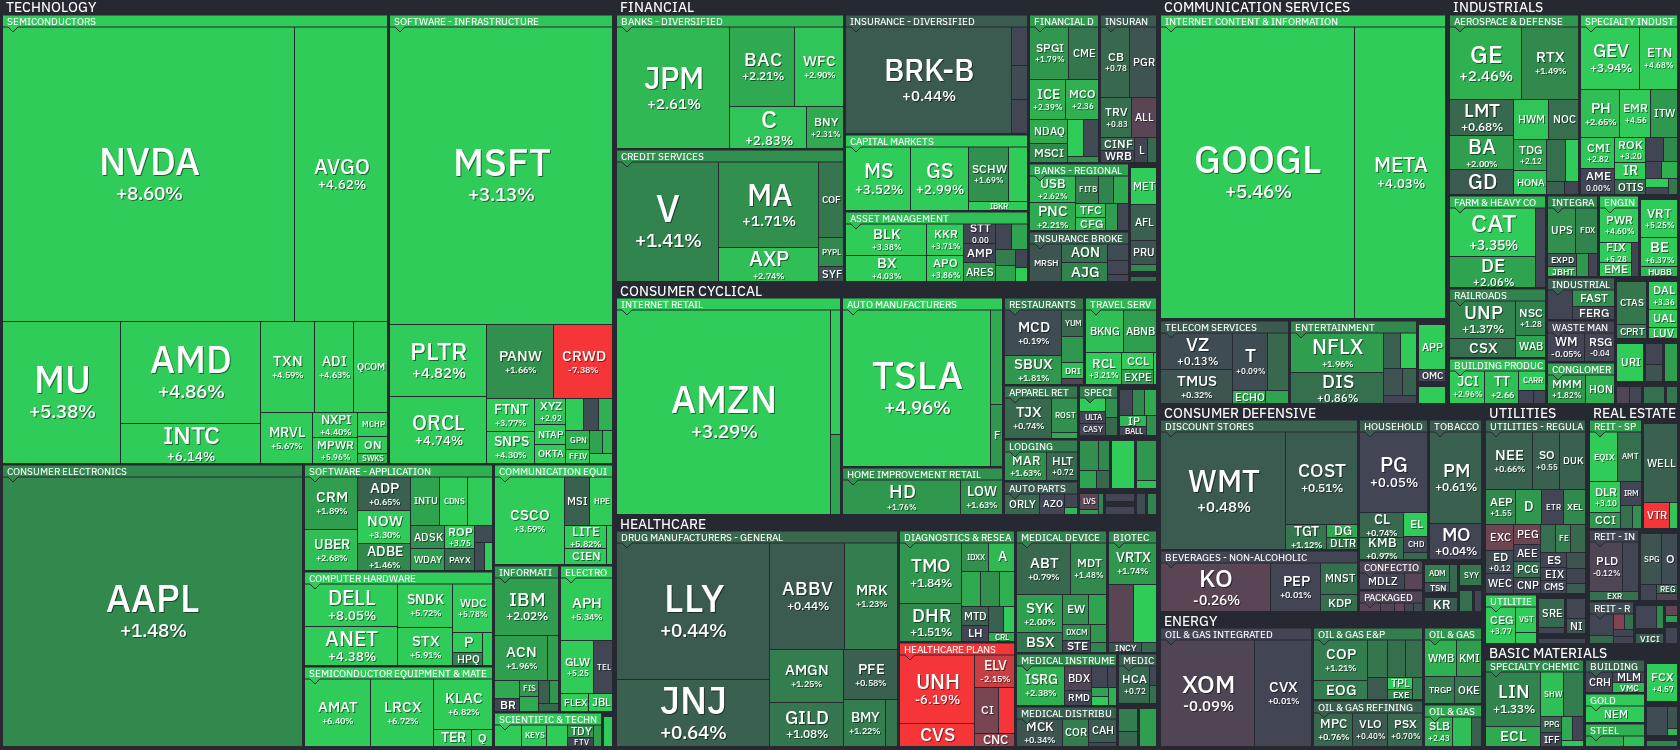 TECHNOLOGY
SEMICONDUCTORS
NVDA
+8.60%
AVGO
+4.62%
MU
+5.38%
AMD
+4.86%
INTC
+6.14%
TXN
+4.59%
ADI
+4.63%
QCOM
MRVL
+5.67%
NXPI
+4.40%
MCHP
MPWR
+5.96%
ON
SWKS
SOFTWARE - INFRASTRUCTURE
MSFT
+3.13%
PLTR
+4.82%
PANW
+1.66%
CRWD
-7.38%
ORCL
+4.74%
FTNT
+3.77%
XYZ
+2.92
SNPS
+4.30%
NTAP
OKTA
GPN
FFIV
CONSUMER ELECTRONICS
AAPL
+1.48%
SOFTWARE - APPLICATION
CRM
+1.89%
ADP
+0.65%
INTU
CDNS
UBER
+2.68%
NOW
+3.30%
ADBE
+1.46%
ADSK
ROP
+3.75
WDAY
PAYX
COMMUNICATION EQUI
CSCO
+3.59%
MSI
HPE
LITE
+5.82%
CIEN
COMPUTER HARDWARE
DELL
+8.05%
SNDK
+5.72%
WDC
+5.78%
ANET
+4.38%
STX
+5.91%
P
HPQ
INFORMATI
IBM
+2.02%
ACN
+1.96%
FIS
BR
ELECTRO
APH
+5.34%
GLW
+5.25
TEL
FLEX
JBL
SEMICONDUCTOR EQUIPMENT & MATE
AMAT
+6.40%
LRCX
+6.72%
KLAC
+6.82%
TER
Q
SCIENTIFIC & TECHN
KEYS
TDY
FTV
FINANCIAL
BANKS - DIVERSIFIED
JPM
+2.61%
BAC
+2.21%
WFC
+2.90%
C
+2.83%
BNY
+2.31%
INSURANCE - DIVERSIFIED
BRK-B
+0.44%
FINANCIAL D
SPGI
+1.79%
CME
ICE
+2.39%
MCO
+2.36
NDAQ
MSCI
INSURAN
CB
+0.78
PGR
TRV
+0.83
ALL
CINF
WRB
L
CREDIT SERVICES
V
+1.41%
MA
+1.71%
COF
AXP
+2.74%
PYPL
SYF
CAPITAL MARKETS
MS
+3.52%
GS
+2.99%
SCHW
+1.69%
IBKR
ASSET MANAGEMENT
BLK
+3.38%
KKR
+3.71%
STT
0.00
AMP
BX
+4.03%
APO
+3.86%
ARES
BANKS - REGIONAL
USB
+2.62%
FITB
PNC
+2.21%
TFC
CFG
MET
AFL
PRU
INSURANCE BROKE
MRSH
AON
AJG
CONSUMER CYCLICAL
INTERNET RETAIL
AMZN
+3.29%
AUTO MANUFACTURERS
TSLA
+4.96%
F
HOME IMPROVEMENT RETAIL
HD
+1.76%
LOW
+1.63%
RESTAURANTS
MCD
+0.19%
YUM
SBUX
+1.81%
DRI
TRAVEL SERV
BKNG
ABNB
RCL
+3.21%
CCL
EXPE
APPAREL RET
TJX
+0.74%
ROST
SPECI
ULTA
CASY
IP
BALL
LODGING
MAR
+1.63%
HLT
+0.72
AUTO PARTS
ORLY
AZO
LVS
HEALTHCARE
DRUG MANUFACTURERS - GENERAL
LLY
+0.44%
JNJ
+0.64%
ABBV
+0.44%
MRK
+1.23%
AMGN
+1.25%
PFE
+0.58%
GILD
+1.08%
BMY
+1.22%
DIAGNOSTICS & RESEA
TMO
+1.84%
IDXX
A
DHR
+1.51%
MTD
LH
CRL
HEALTHCARE PLANS
UNH
-6.19%
ELV
-2.15%
CI
CVS
CNC
MEDICAL DEVICE
ABT
+0.79%
MDT
+1.48%
SYK
+2.00%
EW
BSX
DXCM
STE
BIOTEC
VRTX
+1.74%
INCY
MEDICAL INSTRUME
ISRG
+2.38%
BDX
RMD
MEDIC
HCA
+0.72
MEDICAL DISTRIBU
MCK
+0.34%
COR
CAH
COMMUNICATION SERVICES
INTERNET CONTENT & INFORMATION
GOOGL
+5.46%
META
+4.03%
TELECOM SERVICES
VZ
+0.13%
T
+0.09%
TMUS
+0.32%
ECHO
ENTERTAINMENT
NFLX
+1.96%
DIS
+0.86%
APP
OMC
INDUSTRIALS
AEROSPACE & DEFENSE
GE
+2.46%
RTX
+1.49%
LMT
+0.68%
HWM
NOC
BA
+2.00%
TDG
+2.12
GD
HONA
SPECIALTY INDUST
GEV
+3.94%
ETN
+4.68%
PH
+2.65%
EMR
+4.56
ITW
CMI
+2.82
ROK
+3.20
AME
0.00%
IR
OTIS
FARM & HEAVY CO
CAT
+3.35%
DE
+2.06%
INTEGRA
UPS
FDX
EXPD
JBHT
ENGIN
PWR
+4.60%
FIX
+5.28
EME
VRT
+5.25%
BE
+6.37%
HUBB
RAILROADS
UNP
+1.37%
NSC
+1.28
CSX
WAB
INDUSTRIAL
FAST
FERG
CTAS
CPRT
DAL
+3.36
UAL
LUV
WASTE MAN
WM
-0.05%
RSG
-0.04
URI
BUILDING PRODUC
JCI
+2.96%
TT
+2.66
CARR
CONGLOMER
MMM
+1.82%
HON
CONSUMER DEFENSIVE
DISCOUNT STORES
WMT
+0.48%
COST
+0.51%
TGT
+1.12%
DG
DLTR
HOUSEHOLD
PG
+0.05%
CL
+0.74%
EL
KMB
+0.97%
CHD
TOBACCO
PM
+0.61%
MO
+0.04%
BEVERAGES - NON-ALCOHOLIC
KO
-0.26%
PEP
+0.01%
MNST
KDP
CONFECTIO
MDLZ
PACKAGED
ADM
TSN
SYY
KR
ENERGY
OIL & GAS INTEGRATED
XOM
-0.09%
CVX
+0.01%
OIL & GAS E&P
COP
+1.21%
EOG
TPL
EXE
OIL & GAS
WMB
KMI
TRGP
OKE
OIL & GAS REFINING
MPC
+0.76%
VLO
+0.40%
PSX
+0.70%
OIL & GAS
SLB
+2.43
UTILITIES
UTILITIES - REGULA
NEE
+0.66%
SO
+0.55
DUK
AEP
+1.55
D
ETR
XEL
EXC
PEG
FE
ED
+0.12
AEE
ES
PCG
EIX
WEC
CNP
CMS
UTILITIE
CEG
+3.77
VST
SRE
NI
REAL ESTATE
REIT - SP
EQIX
AMT
DLR
+3.10
IRM
CCI
WELL
VTR
REIT - IN
PLD
-0.12%
EXR
SPG
O
REG
REIT - R
VICI
BASIC MATERIALS
SPECIALTY CHEMIC
LIN
+1.33%
SHW
ECL
PPG
IFF
BUILDING
CRH
MLM
VMC
FCX
+4.57
GOLD
NEM
STEEL